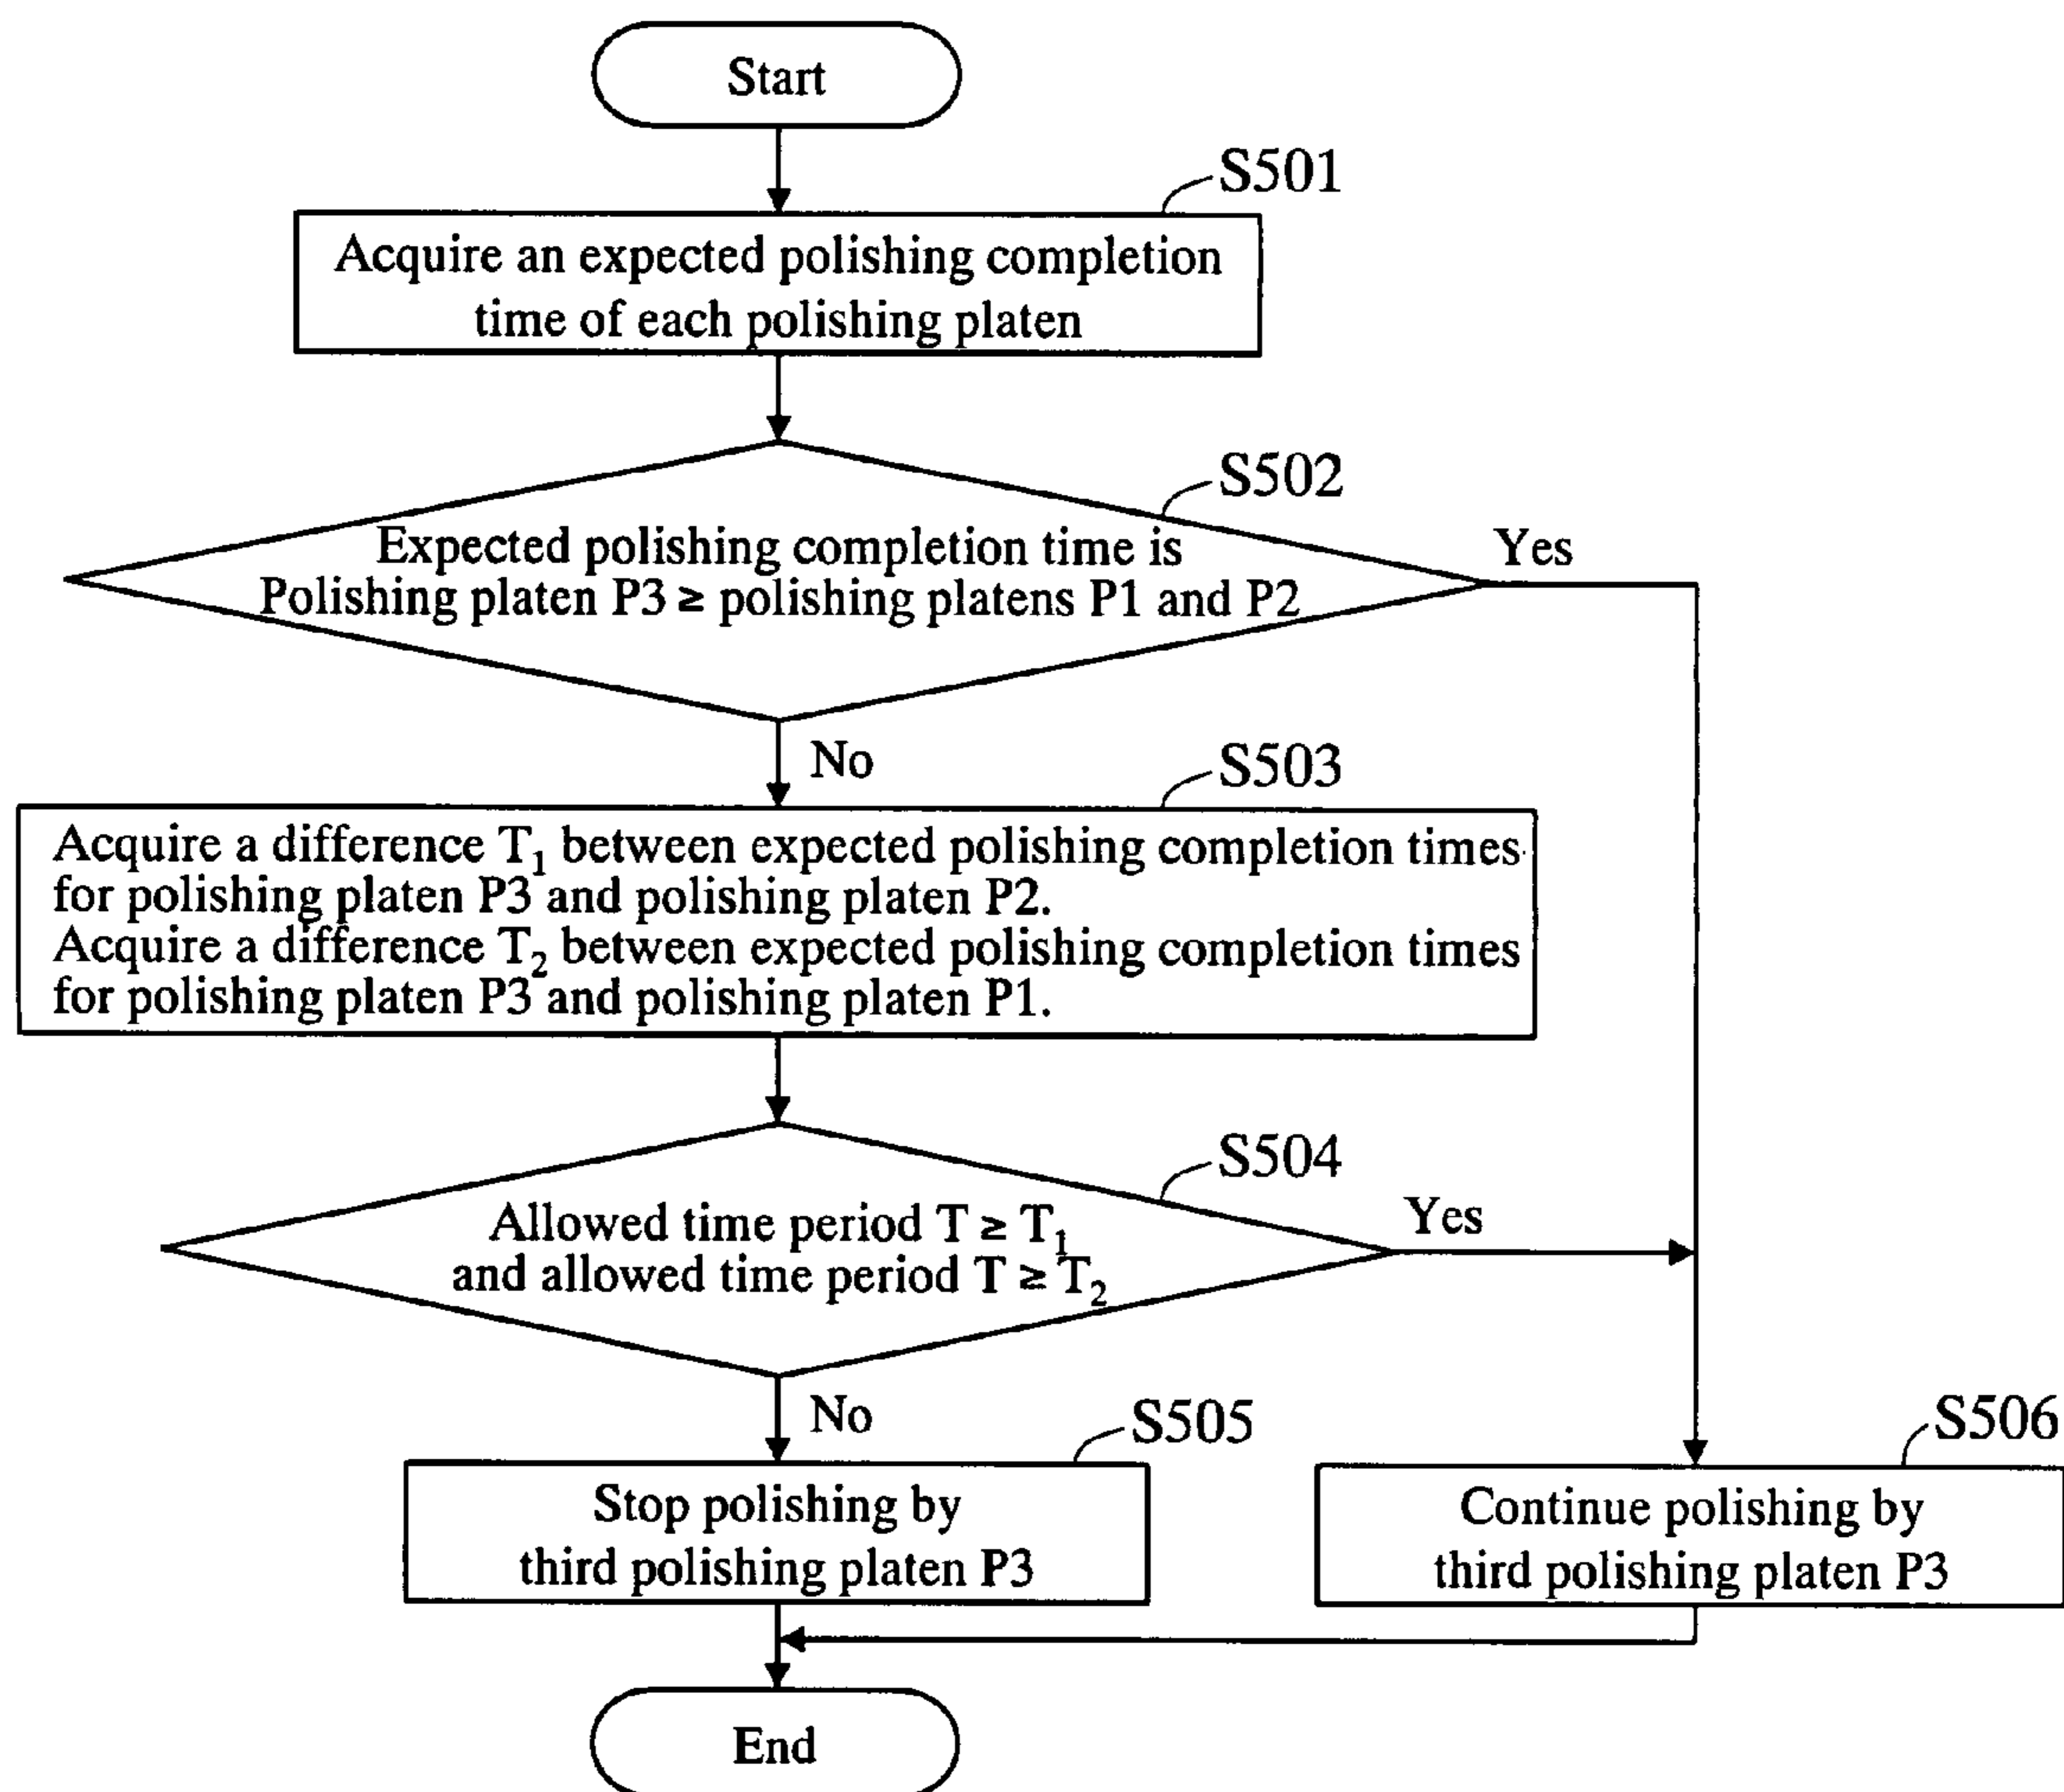 Start
S501
Acquire an expected polishing completion
time of each polishing platen
S502
Expected polishing completion time is
Polishing platen P3 ≥ polishing platens P1 and P2
Yes
No
S503
Acquire a difference T₁ between expected polishing completion times
for polishing platen P3 and polishing platen P2.
Acquire a difference T₂ between expected polishing completion times
for polishing platen P3 and polishing platen P1.
S504
Allowed time period T ≥ T₁
and allowed time period T ≥ T₂
Yes
No
S505
Stop polishing by
third polishing platen P3
S506
Continue polishing by
third polishing platen P3
End